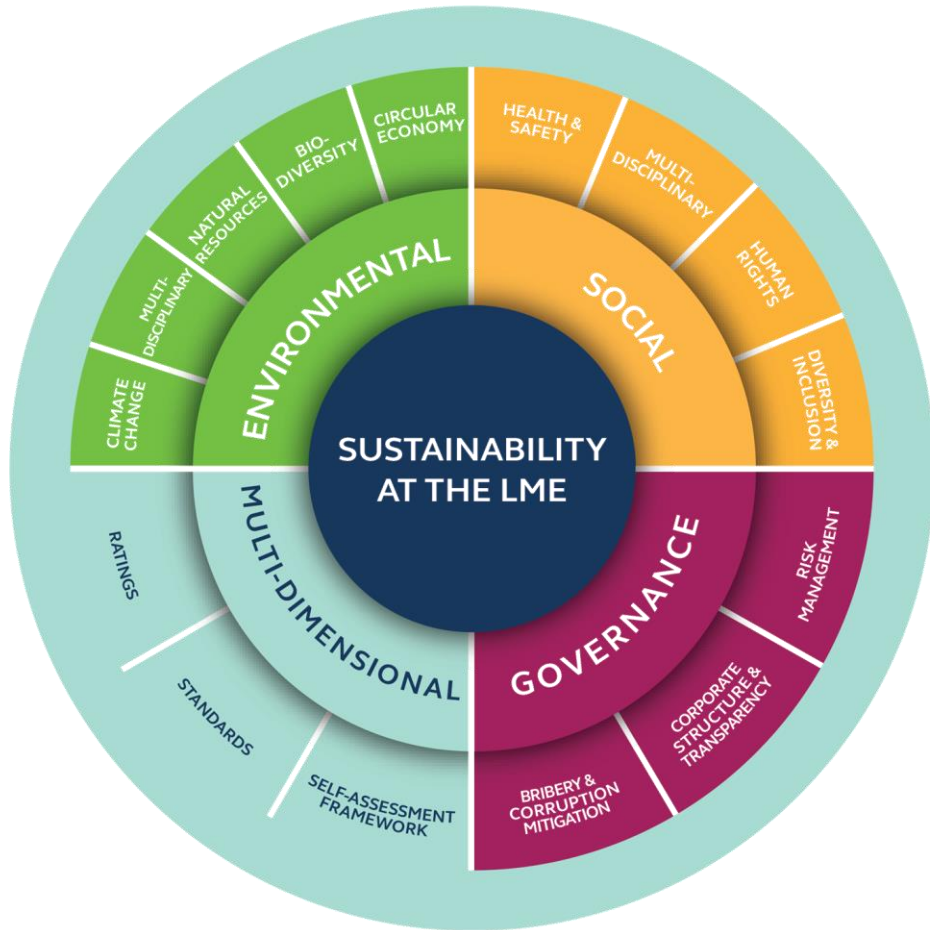 SUSTAINABILITY
AT THE LME
ENVIRONMENTAL
CLIMATE
CHANGE
MULTI-
DISCIPLINARY
NATURAL
RESOURCES
BIO-
DIVERSITY
CIRCULAR
ECONOMY
SOCIAL
HEALTH &
SAFETY
MULTI-
DISCIPLINARY
HUMAN
RIGHTS
DIVERSITY &
INCLUSION
GOVERNANCE
RISK
MANAGEMENT
CORPORATE
STRUCTURE &
TRANSPARENCY
BRIBERY &
CORRUPTION
MITIGATION
MULTI-DIMENSIONAL
SELF-ASSESSMENT
FRAMEWORK
STANDARDS
RATINGS